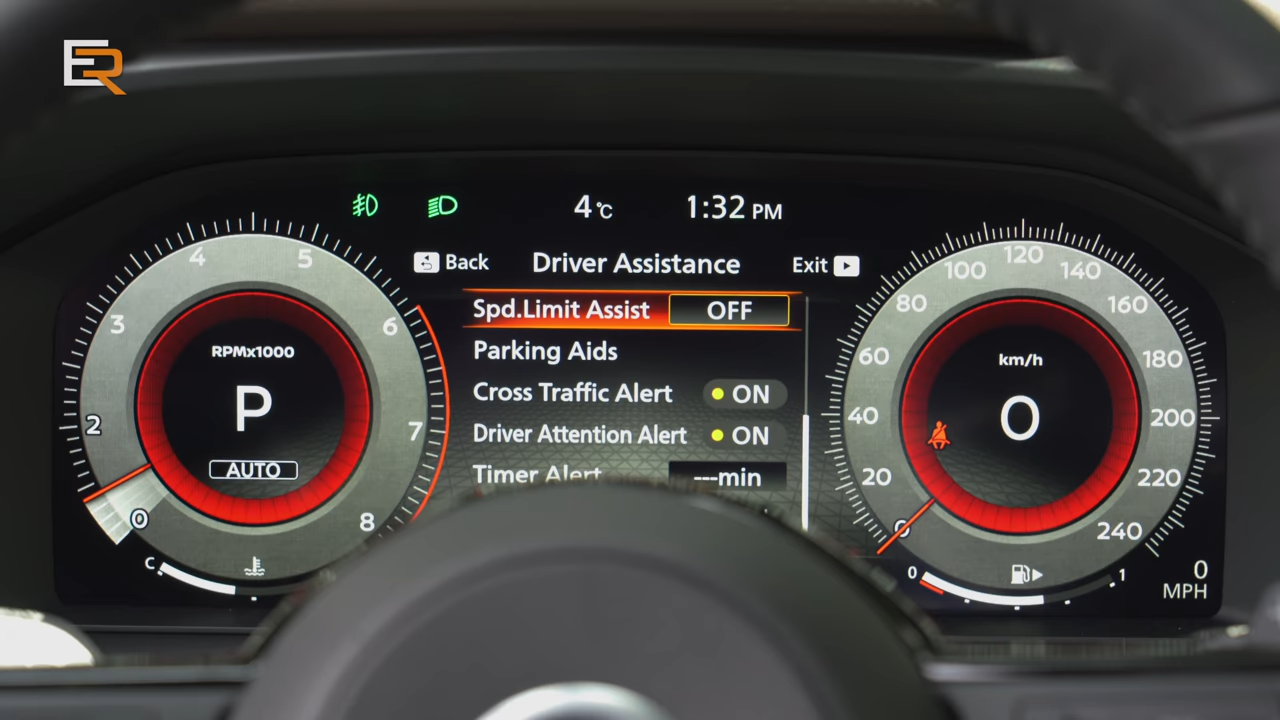 ER
4°C 1:32 PM
Back Driver Assistance Exit
Spd.Limit Assist OFF
Parking Aids
Cross Traffic Alert ON
Driver Attention Alert ON
Timer Alert ---min
0 2 3 4 5 6 7 8
RPMx1000
P
AUTO
C
0 20 40 60 80 100 120 140 160 180 200 220 240
km/h
0
0 1
0
MPH